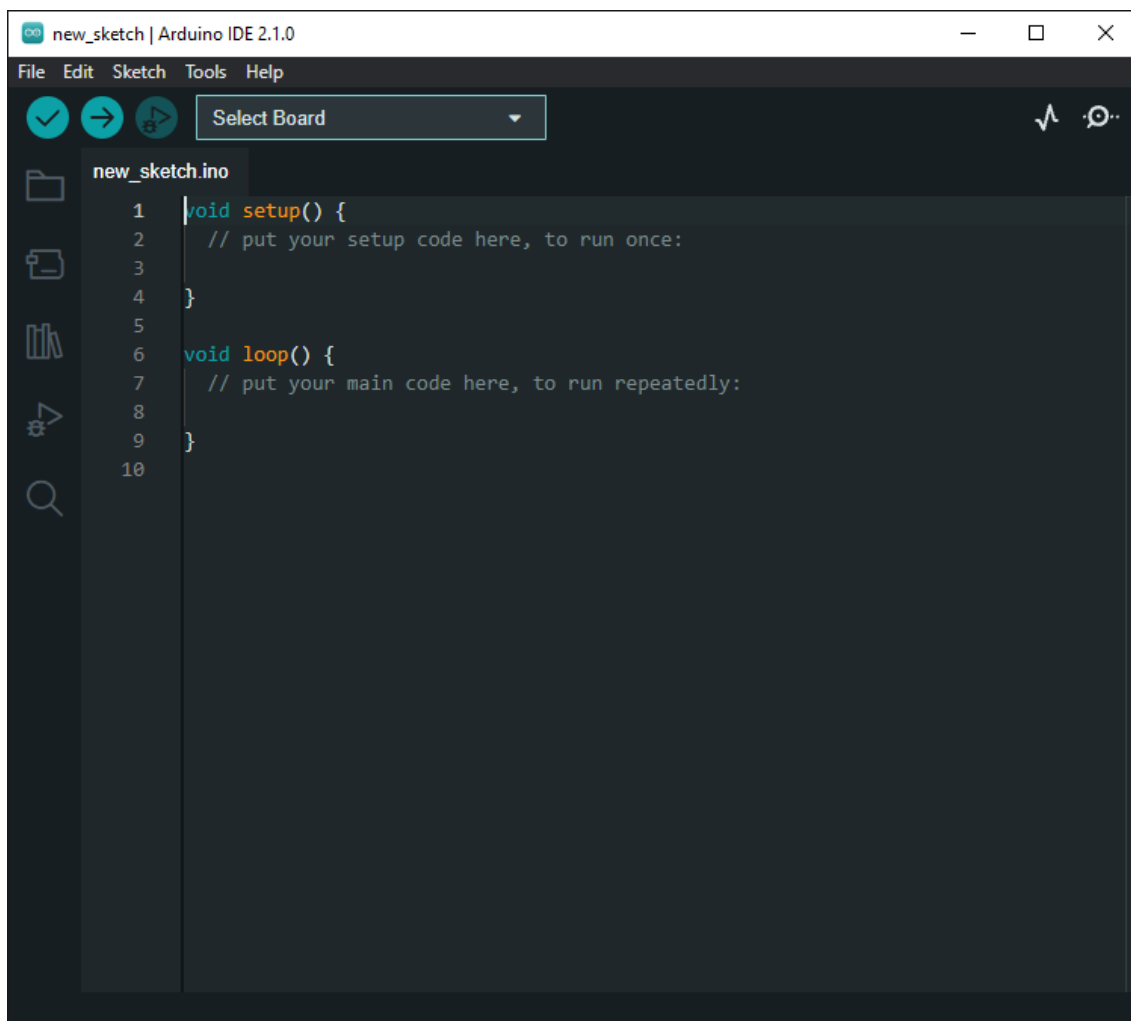 new_sketch | Arduino IDE 2.1.0
File Edit Sketch Tools Help
Select Board
new_sketch.ino
1 void setup() {
2   // put your setup code here, to run once:
3
4 }
5
6 void loop() {
7   // put your main code here, to run repeatedly:
8
9 }
10